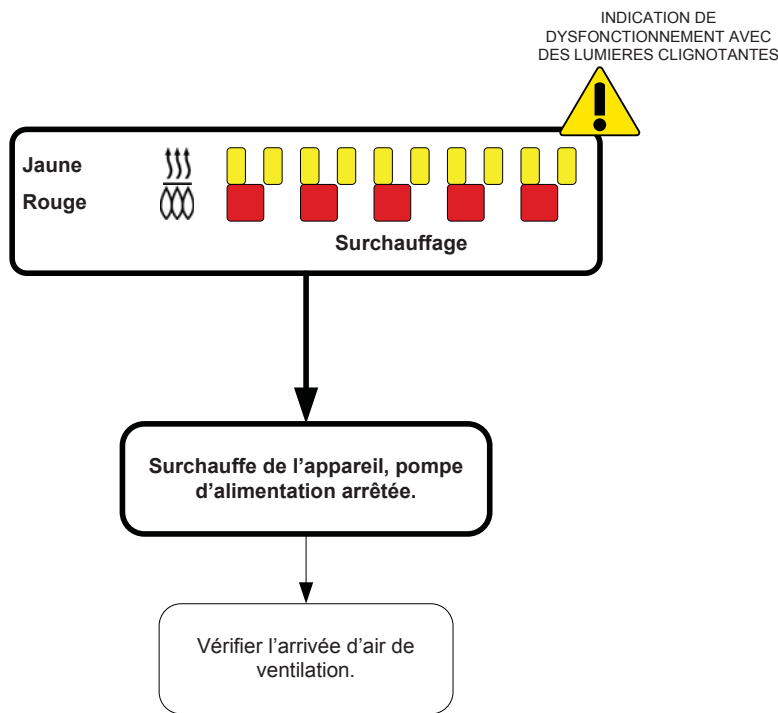 INDICATION DE
DYSFONCTIONNEMENT AVEC
DES LUMIERES CLIGNOTANTES
Jaune
Rouge
Surchauffage
Surchauffe de l’appareil, pompe
d’alimentation arrêtée.
Vérifier l’arrivée d’air de
ventilation.